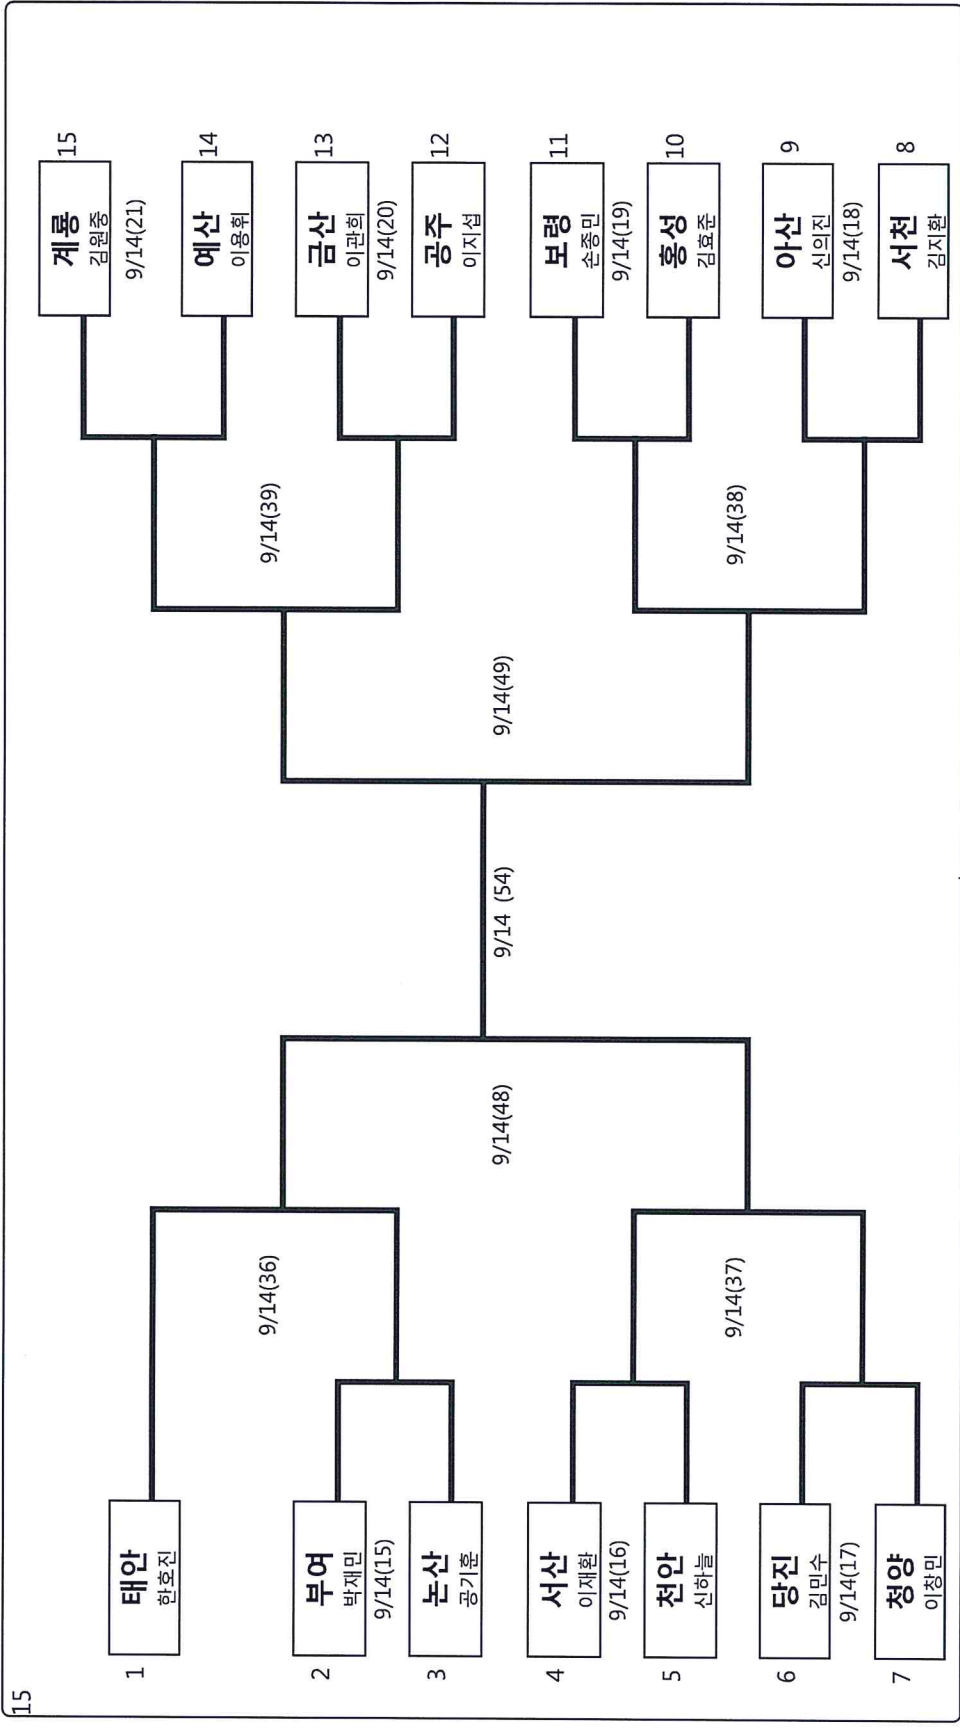 15
1
태안
한호진
2
부여
박재민
9/14(15)
3
논산
공기훈
4
서산
이재환
9/14(16)
5
천안
신하늘
6
당진
김민수
9/14(17)
7
청양
이창민
9/14(36)
9/14(37)
9/14(48)
9/14 (54)
9/14(49)
9/14(39)
9/14(38)
15
계룡
김원중
9/14(21)
14
예산
이용휘
13
금산
이관희
9/14(20)
12
공주
이지섭
11
보령
손종민
9/14(19)
10
홍성
김효준
9
아산
신의진
9/14(18)
8
서천
김지환